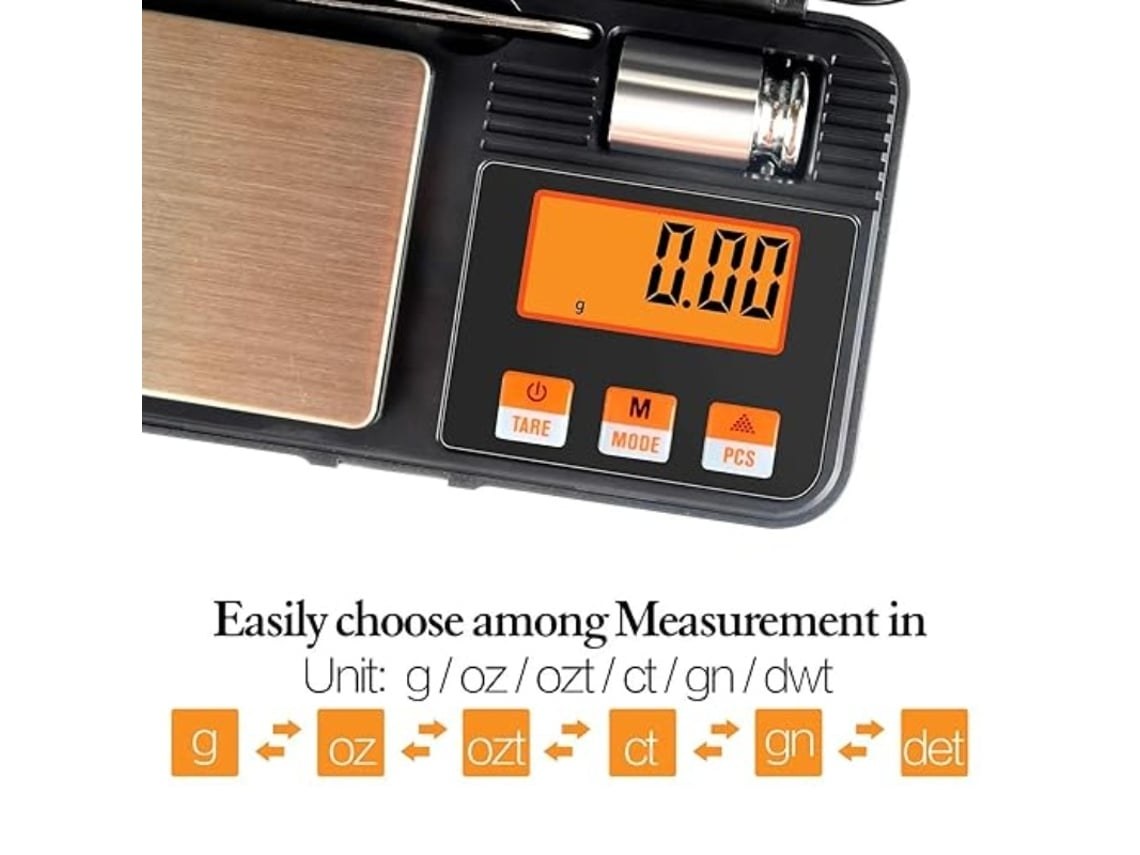 0.00
g
TARE
M
MODE
PCS
Easily choose among Measurement in
Unit: g / oz / ozt / ct / gn / dwt
g oz ozt ct gn det